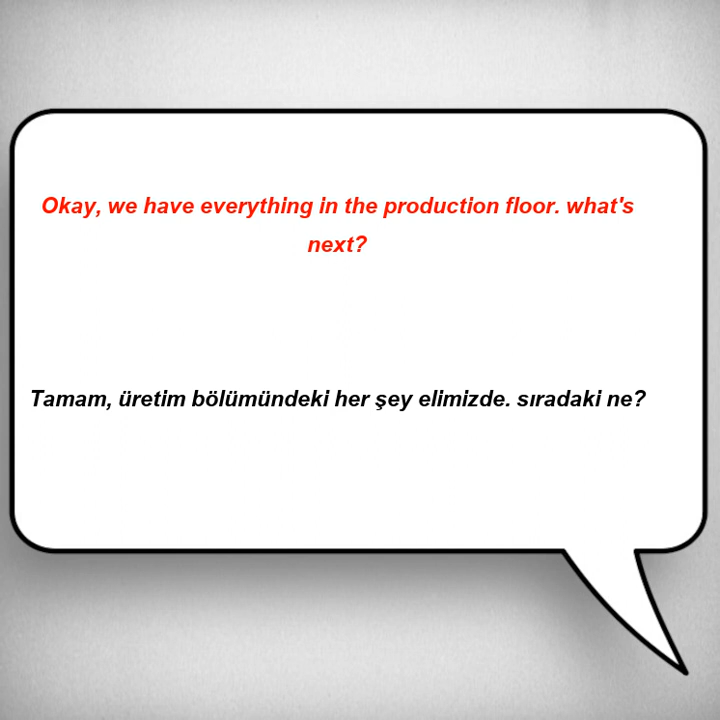 Okay, we have everything in the production floor. what's
next?
Tamam, üretim bölümündeki her şey elimizde. sıradaki ne?